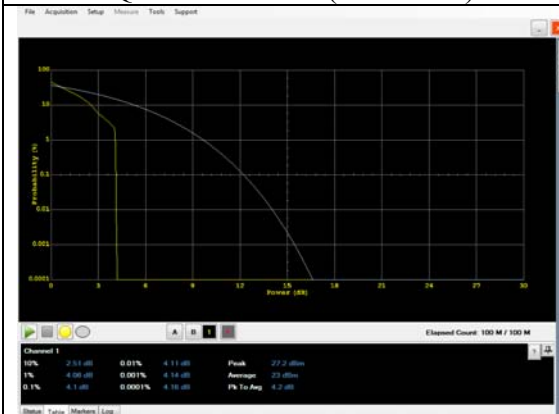 File Acquisition Setup Measure Tools Support
100
10
1
0.1
0.01
0.001
0.0001
Probability (%)
0 3 6 9 12 15 18 21 24 27 30
Power (dB)
A B 1
Elapsed Count: 100 M / 100 M
Channel 1
10% 2.51 dB 0.01% 4.11 dB Peak 27.2 dBm
1% 4.08 dB 0.001% 4.14 dB Average 23 dBm
0.1% 4.1 dB 0.0001% 4.16 dB Pk To Avg 4.2 dB
Status Table Markers Log